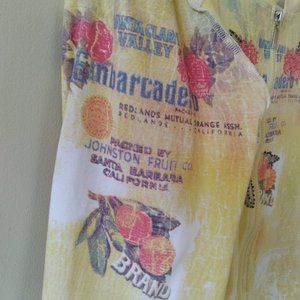 SANTA CLARA
VALLEY
Embarcadero
REDLANDS MUTUAL ORANGE ASSN.
REDLANDS CALIFORNIA
PACKED BY
JOHNSTON FRUIT CO.
SANTA BARBARA
CALIFORNIA
BRAND